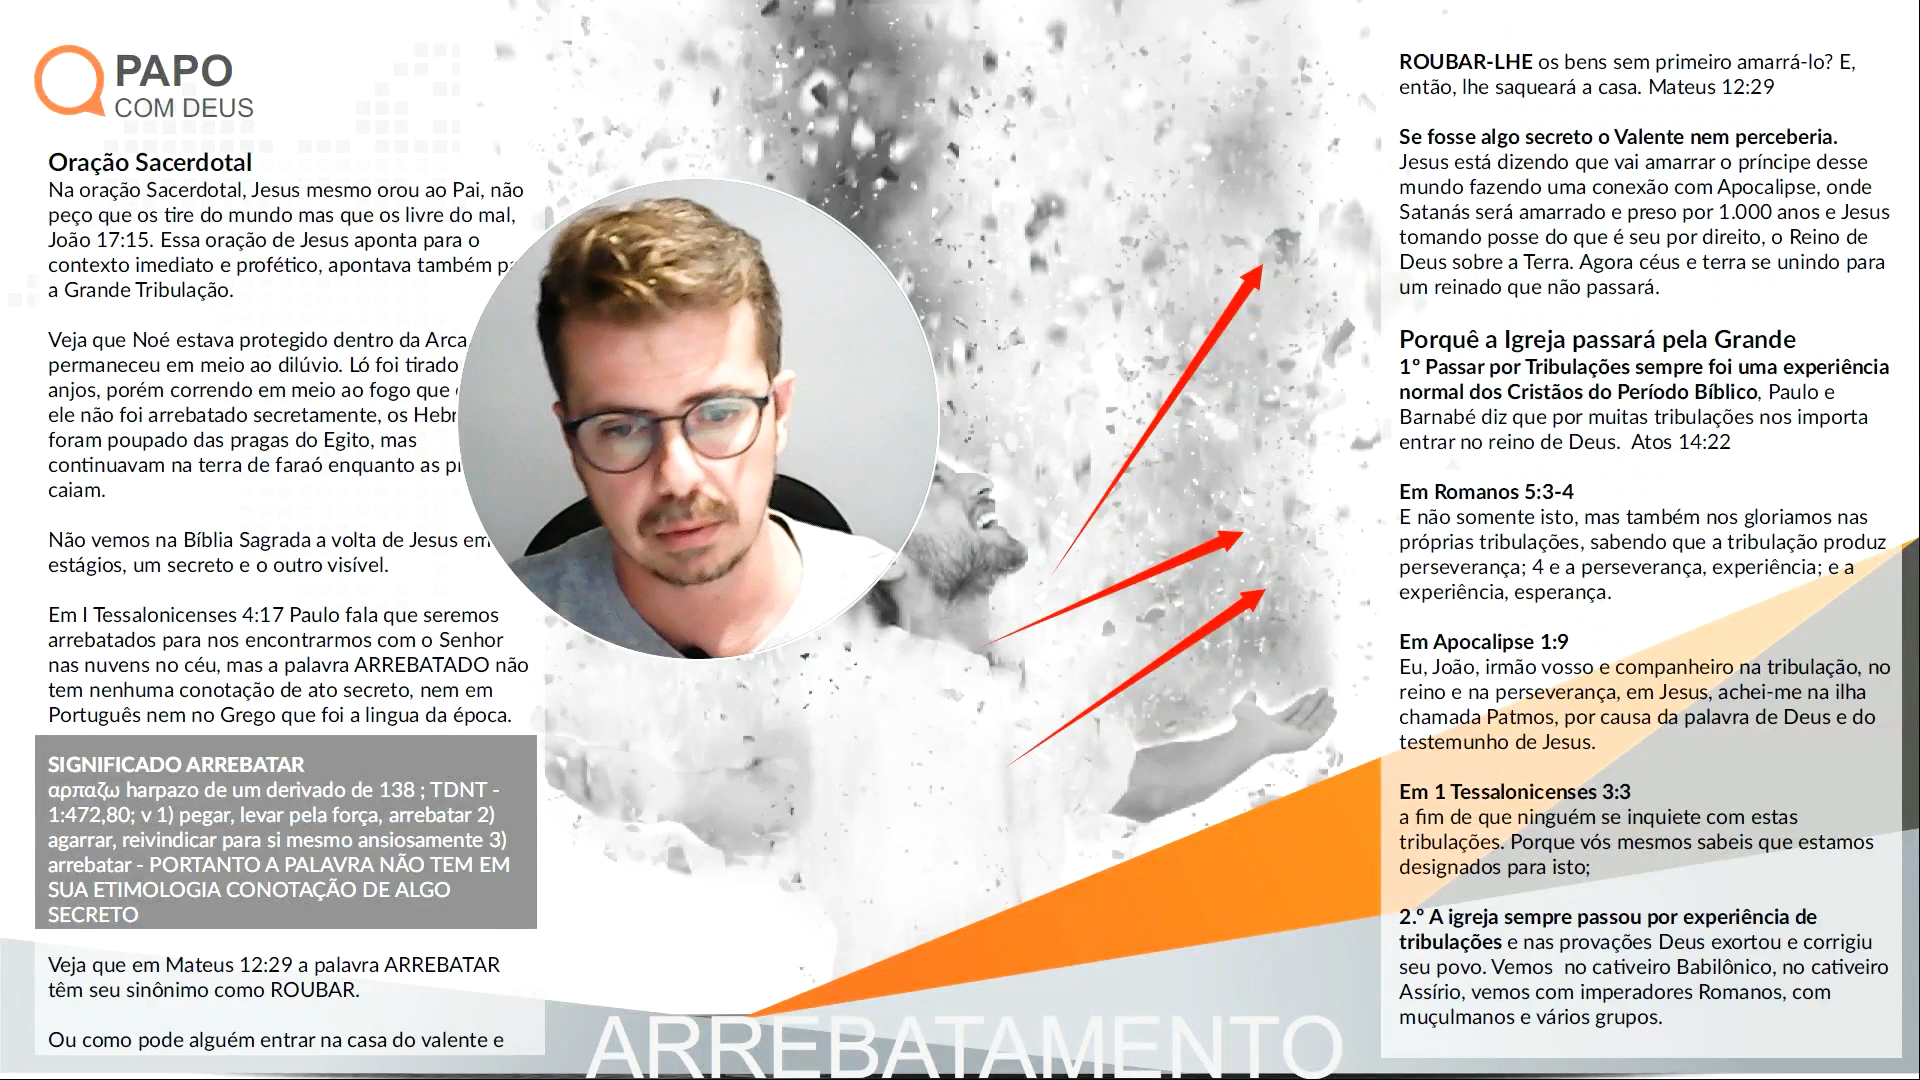 PAPO
COM DEUS
Oração Sacerdotal
Na oração Sacerdotal, Jesus mesmo orou ao Pai, não
peço que os tire do mundo mas que os livre do mal,
João 17:15. Essa oração de Jesus aponta para o
contexto imediato e profético, apontava também
a Grande Tribulação.
Veja que Noé estava protegido dentro da Arca
permaneceu em meio ao dilúvio. Ló foi tirado
anjos, porém correndo em meio ao fogo que
ele não foi arrebatado secretamente, os
foram poupado das pragas do Egito, mas
continuavam na terra de faraó enquanto as
caiam.
Não vemos na Bíblia Sagrada a volta de Jesus em
estágios, um secreto e o outro visível.
Em I Tessalonicenses 4:17 Paulo fala que seremos
arrebatados para nos encontrarmos com o Senhor
nas nuvens no céu, mas a palavra ARREBATADO não
tem nenhuma conotação de ato secreto, nem em
Português nem no Grego que foi a lingua da época.
SIGNIFICADO ARREBATAR
αρπαζω harpazo de um derivado de 138 ; TDNT -
1:472,80; v 1) pegar, levar pela força, arrebatar 2)
agarrar, reivindicar para si mesmo ansiosamente 3)
arrebatar - PORTANTO A PALAVRA NÃO TEM EM
SUA ETIMOLOGIA CONOTAÇÃO DE ALGO
SECRETO
Veja que em Mateus 12:29 a palavra ARREBATAR
têm seu sinônimo como ROUBAR.
Ou como pode alguém entrar na casa do valente e
ROUBAR-LHE os bens sem primeiro amarrá-lo? E,
então, lhe saqueará a casa. Mateus 12:29
Se fosse algo secreto o Valente nem perceberia.
Jesus está dizendo que vai amarrar o príncipe desse
mundo fazendo uma conexão com Apocalipse, onde
Satanás será amarrado e preso por 1.000 anos e Jesus
tomando posse do que é seu por direito, o Reino de
Deus sobre a Terra. Agora céus e terra se unindo para
um reinado que não passará.
Porquê a Igreja passará pela Grande
1º Passar por Tribulações sempre foi uma experiência
normal dos Cristãos do Período Bíblico, Paulo e
Barnabé diz que por muitas tribulações nos importa
entrar no reino de Deus.  Atos 14:22
Em Romanos 5:3-4
E não somente isto, mas também nos gloriamos nas
próprias tribulações, sabendo que a tribulação produz
perseverança; 4 e a perseverança, experiência; e a
experiência, esperança.
Em Apocalipse 1:9
Eu, João, irmão vosso e companheiro na tribulação, no
reino e na perseverança, em Jesus, achei-me na ilha
chamada Patmos, por causa da palavra de Deus e do
testemunho de Jesus.
Em 1 Tessalonicenses 3:3
a fim de que ninguém se inquiete com estas
tribulações. Porque vós mesmos sabeis que estamos
designados para isto;
2.º A igreja sempre passou por experiência de
tribulações e nas provações Deus exortou e corrigiu
seu povo. Vemos  no cativeiro Babilônico, no cativeiro
Assírio, vemos com imperadores Romanos, com
muçulmanos e vários grupos.
ARREBATAMENTO